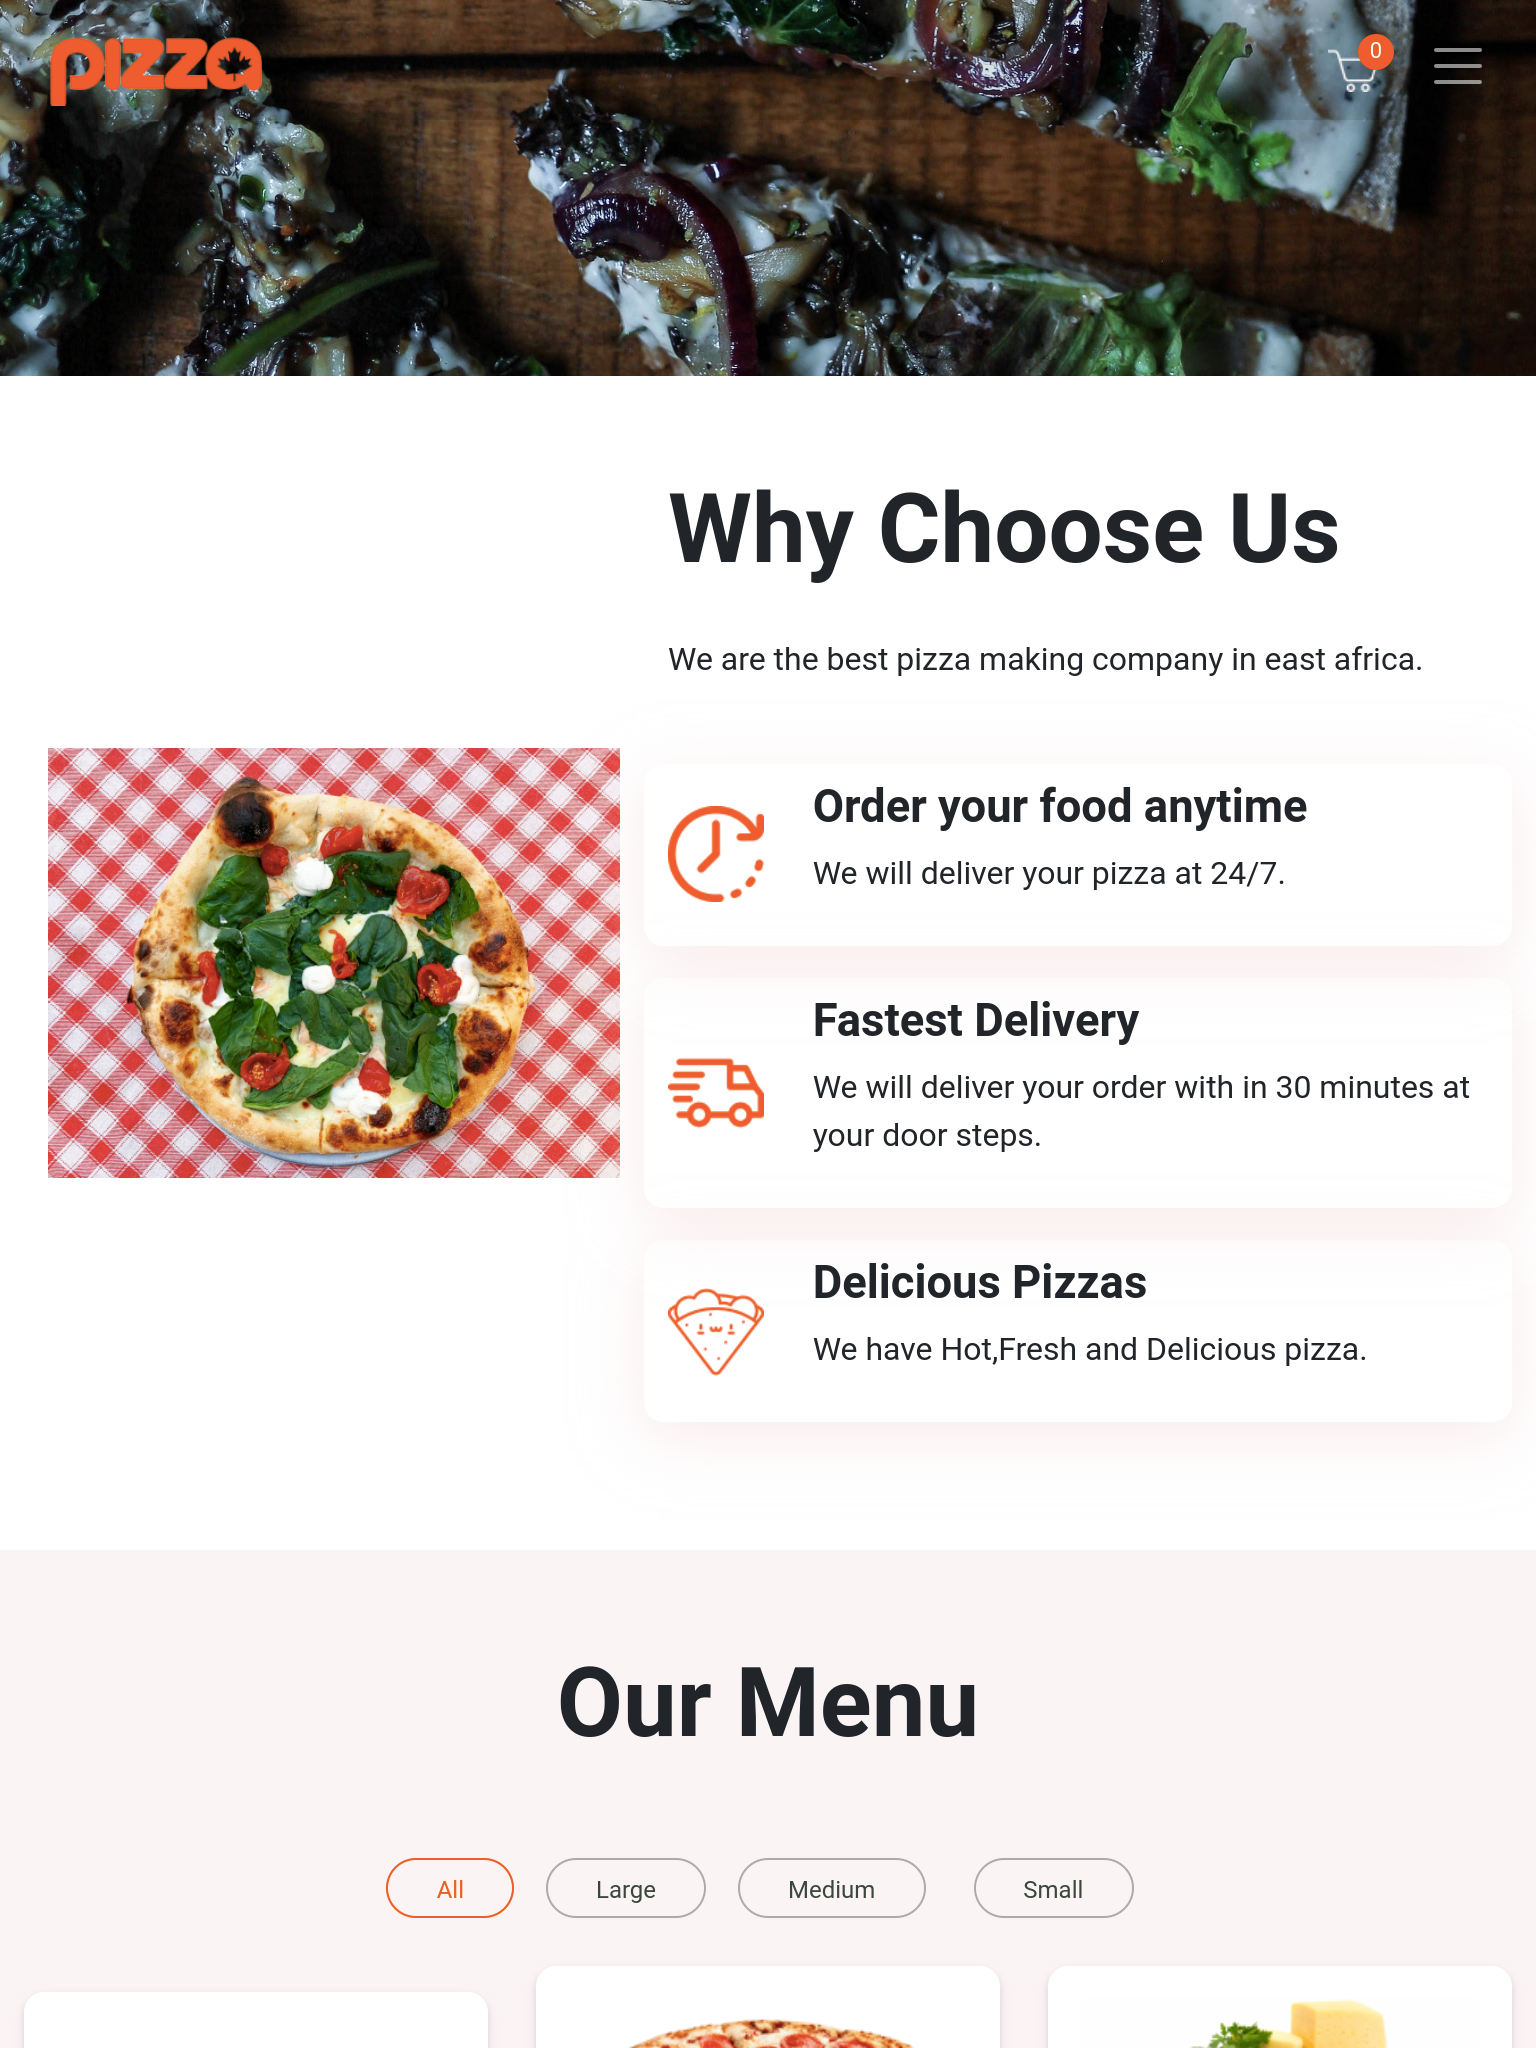 pizza
0
Why Choose Us
We are the best pizza making company in east africa.
Order your food anytime
We will deliver your pizza at 24/7.
Fastest Delivery
We will deliver your order with in 30 minutes at
your door steps.
Delicious Pizzas
We have Hot,Fresh and Delicious pizza.
Our Menu
All
Large
Medium
Small